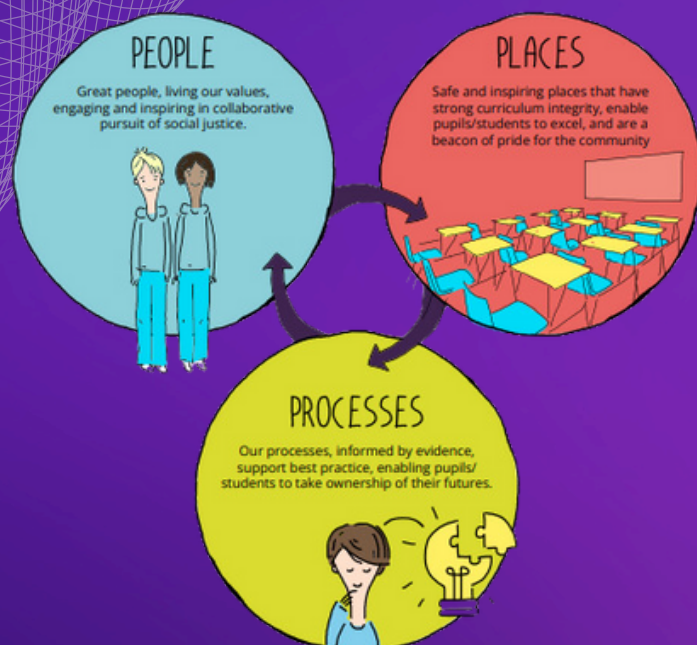 PEOPLE
Great people, living our values,
engaging and inspiring in collaborative
pursuit of social justice.
PLACES
Safe and inspiring places that have
strong curriculum integrity, enable
pupils/students to excel, and are a
beacon of pride for the community
PROCESSES
Our processes, informed by evidence,
support best practice, enabling pupils/
students to take ownership of their futures.